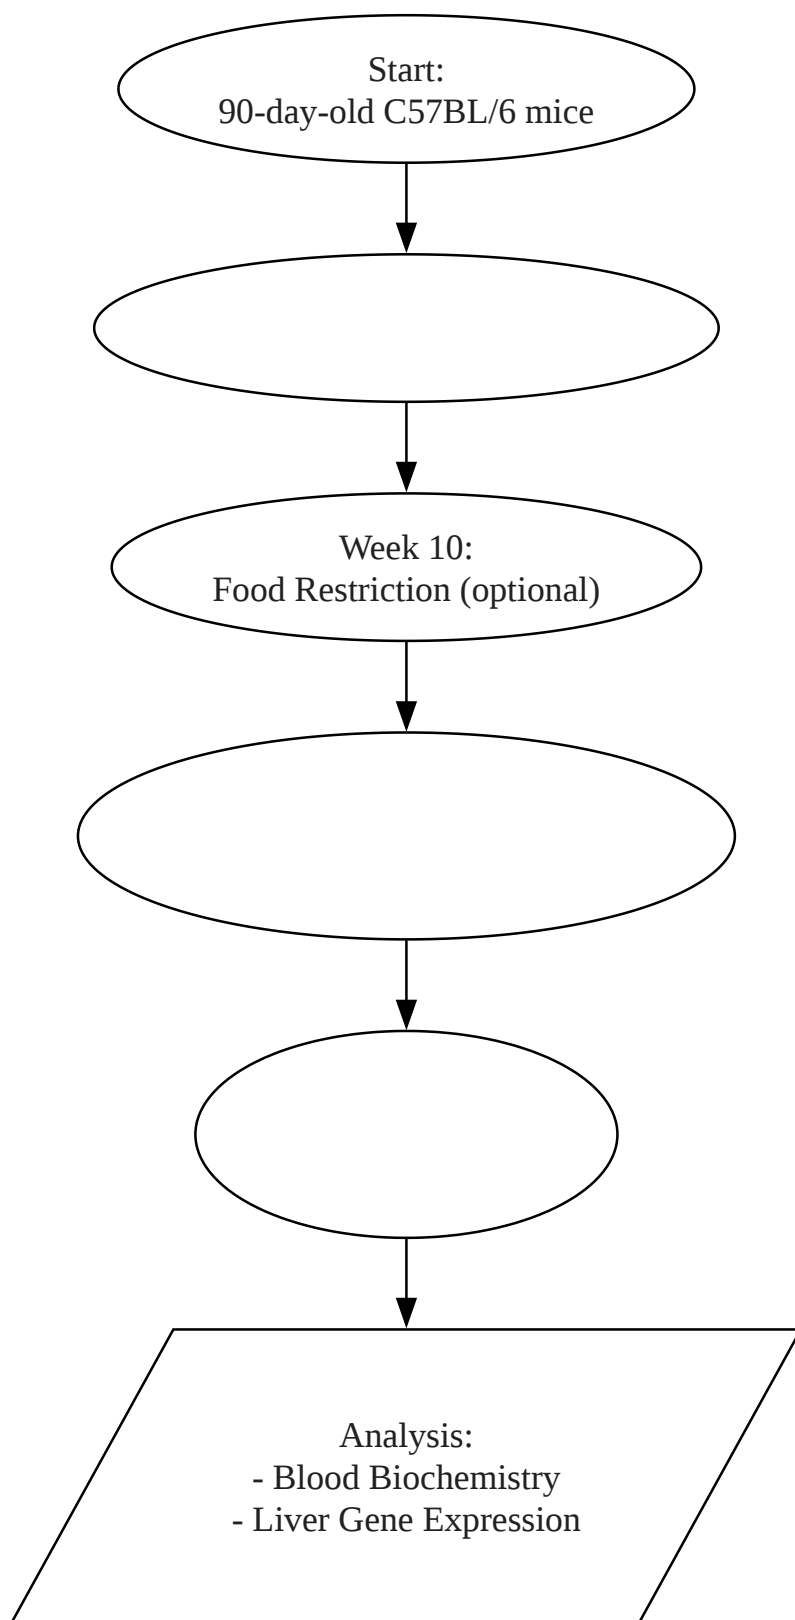 Start:
90-day-old C57BL/6 mice
Week 10:
Food Restriction (optional)
Analysis:
- Blood Biochemistry
- Liver Gene Expression